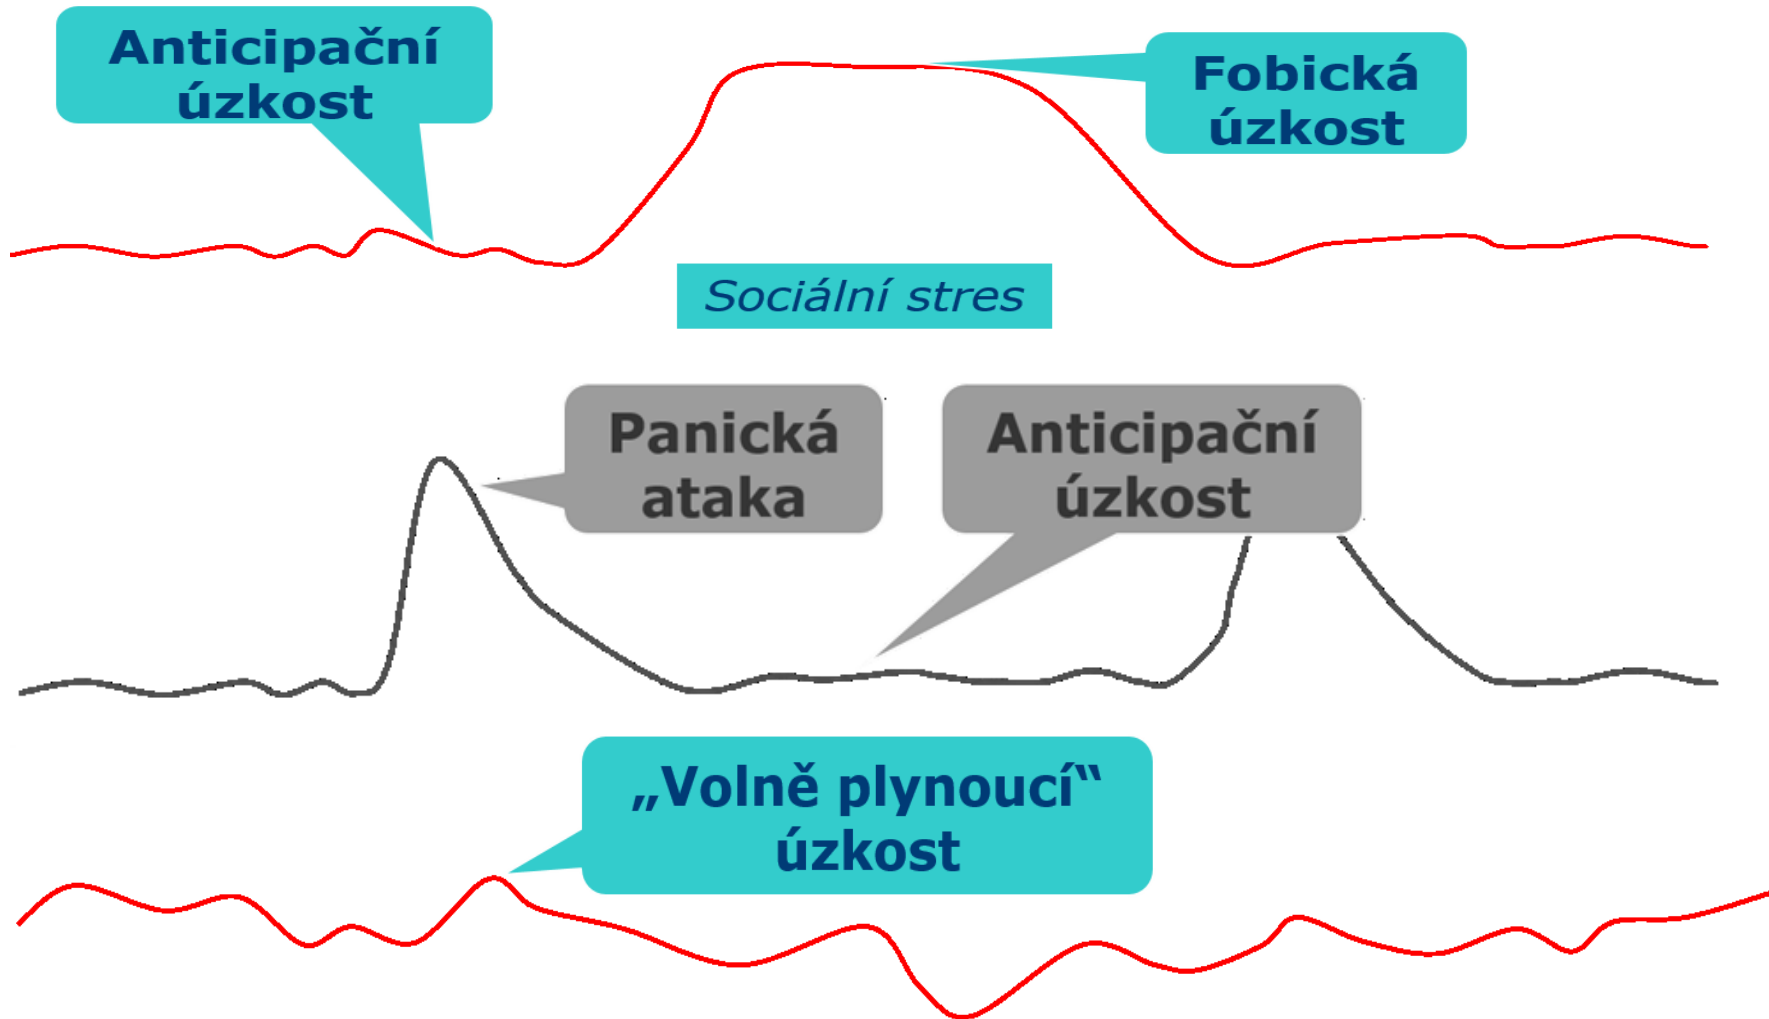 Anticipační
úzkost
Fobická
úzkost
Sociální stres
Panická
ataka
Anticipační
úzkost
„Volně plynoucí“
úzkost